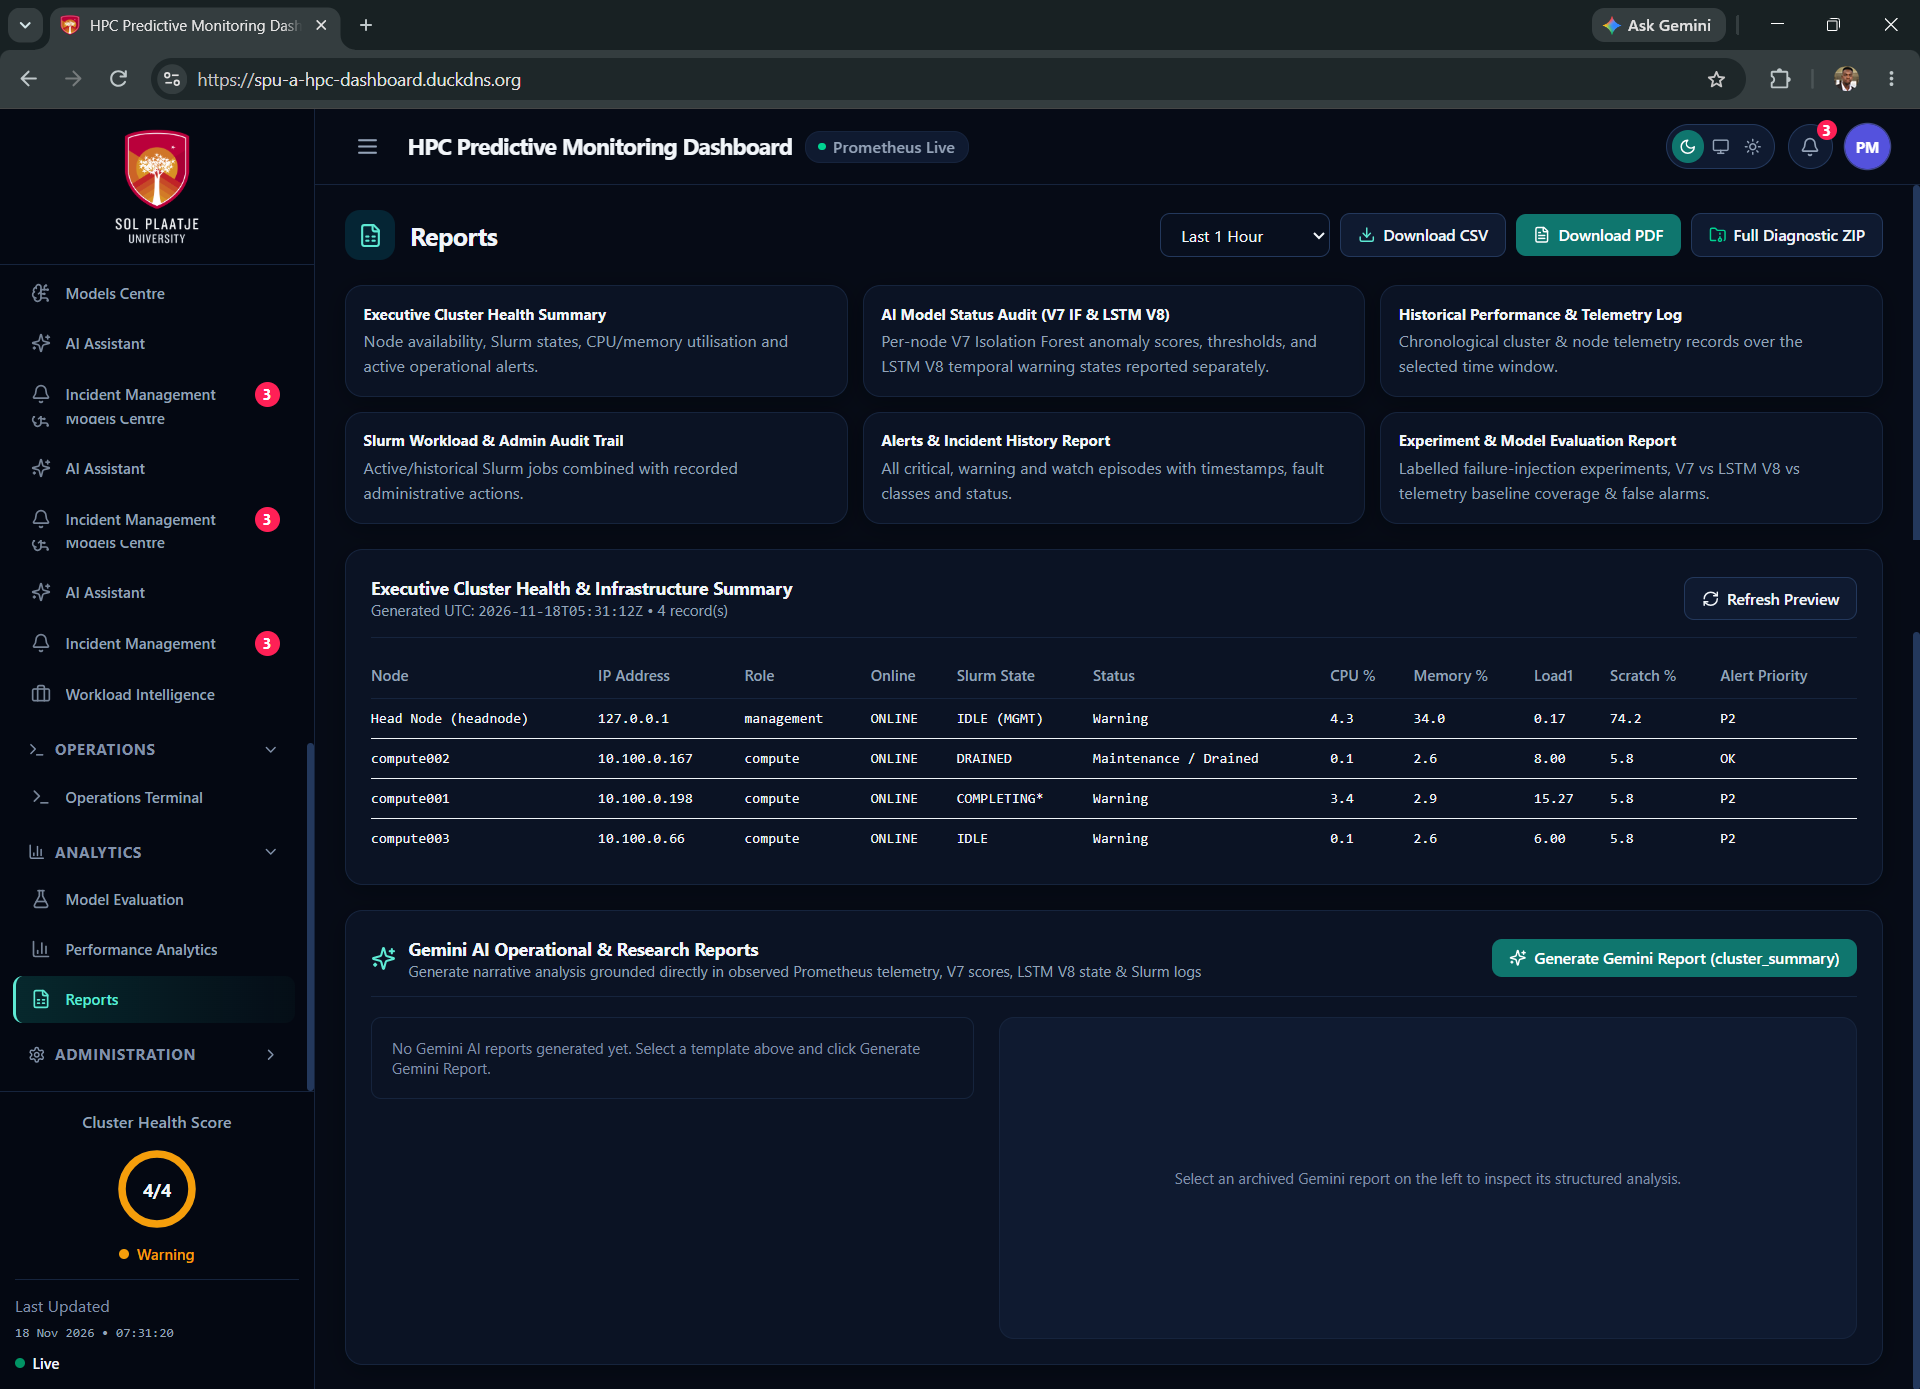 HPC Predictive Monitoring Dash
Ask Gemini
https://spu-a-hpc-dashboard.duckdns.org
SOL PLAATJE
UNIVERSITY
Models Centre
AI Assistant
Incident Management 3
Models Centre
AI Assistant
Incident Management 3
Models Centre
AI Assistant
Incident Management 3
Workload Intelligence
OPERATIONS
Operations Terminal
ANALYTICS
Model Evaluation
Performance Analytics
Reports
ADMINISTRATION
Cluster Health Score
4/4
Warning
Last Updated
18 Nov 2026 • 07:31:20
Live
HPC Predictive Monitoring Dashboard
Prometheus Live
3
PM
Reports
Last 1 Hour
Download CSV
Download PDF
Full Diagnostic ZIP
Executive Cluster Health Summary
Node availability, Slurm states, CPU/memory utilisation and
active operational alerts.
AI Model Status Audit (V7 IF & LSTM V8)
Per-node V7 Isolation Forest anomaly scores, thresholds, and
LSTM V8 temporal warning states reported separately.
Historical Performance & Telemetry Log
Chronological cluster & node telemetry records over the
selected time window.
Slurm Workload & Admin Audit Trail
Active/historical Slurm jobs combined with recorded
administrative actions.
Alerts & Incident History Report
All critical, warning and watch episodes with timestamps, fault
classes and status.
Experiment & Model Evaluation Report
Labelled failure-injection experiments, V7 vs LSTM V8 vs
telemetry baseline coverage & false alarms.
Executive Cluster Health & Infrastructure Summary
Generated UTC: 2026-11-18T05:31:12Z • 4 record(s)
Refresh Preview
Node IP Address Role Online Slurm State Status CPU % Memory % Load1 Scratch % Alert Priority
Head Node (headnode) 127.0.0.1 management ONLINE IDLE (MGMT) Warning 4.3 34.0 0.17 74.2 P2
compute002 10.100.0.167 compute ONLINE DRAINED Maintenance / Drained 0.1 2.6 8.00 5.8 OK
compute001 10.100.0.198 compute ONLINE COMPLETING* Warning 3.4 2.9 15.27 5.8 P2
compute003 10.100.0.66 compute ONLINE IDLE Warning 0.1 2.6 6.00 5.8 P2
Gemini AI Operational & Research Reports
Generate narrative analysis grounded directly in observed Prometheus telemetry, V7 scores, LSTM V8 state & Slurm logs
Generate Gemini Report (cluster_summary)
No Gemini AI reports generated yet. Select a template above and click Generate
Gemini Report.
Select an archived Gemini report on the left to inspect its structured analysis.